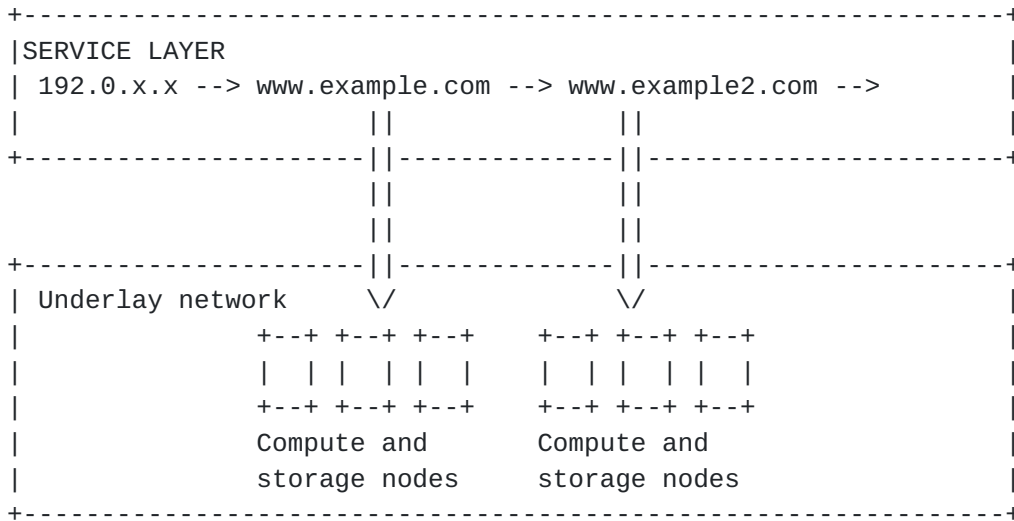 SERVICE LAYER
192.0.x.x --> www.example.com --> www.example2.com -->
Underlay network
Compute and Compute and
storage nodes storage nodes